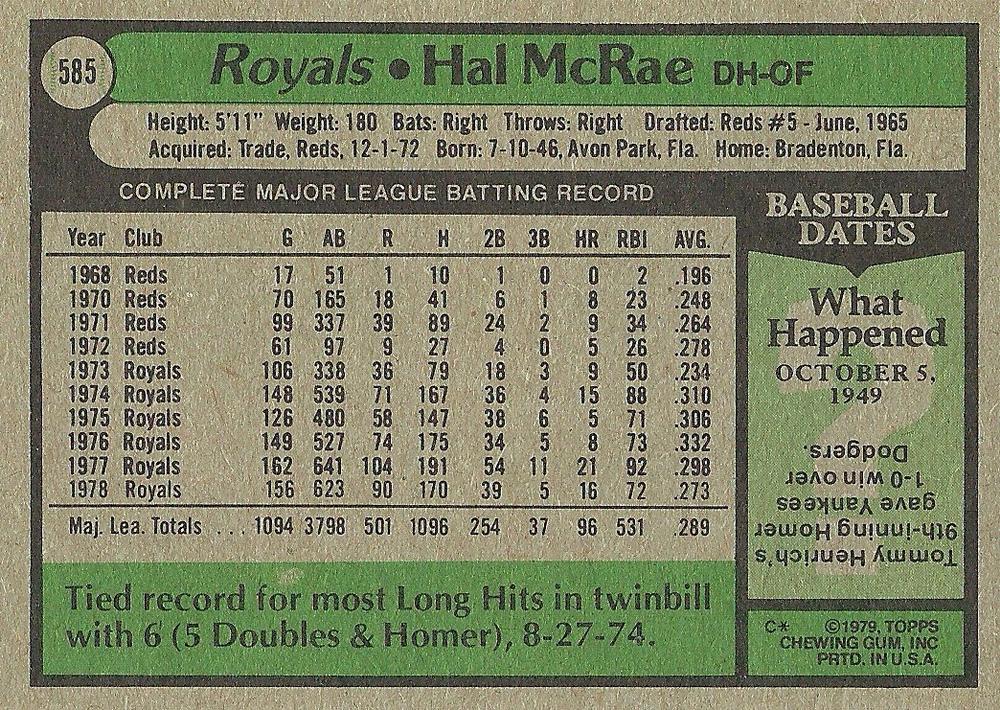 585
Royals • Hal McRae DH-OF
Height: 5'11" Weight: 180 Bats: Right Throws: Right Drafted: Reds #5 - June, 1965
Acquired: Trade, Reds, 12-1-72 Born: 7-10-46, Avon Park, Fla. Home: Bradenton, Fla.
COMPLETE MAJOR LEAGUE BATTING RECORD
Year Club G AB R H 2B 3B HR RBI AVG.
1968 Reds 17 51 1 10 1 0 0 2 .196
1970 Reds 70 165 18 41 6 1 8 23 .248
1971 Reds 99 337 39 89 24 2 9 34 .264
1972 Reds 61 97 9 27 4 0 5 26 .278
1973 Royals 106 338 36 79 18 3 9 50 .234
1974 Royals 148 539 71 167 36 4 15 88 .310
1975 Royals 126 480 58 147 38 6 5 71 .306
1976 Royals 149 527 74 175 34 5 8 73 .332
1977 Royals 162 641 104 191 54 11 21 92 .298
1978 Royals 156 623 90 170 39 5 16 72 .273
Maj. Lea. Totals ... 1094 3798 501 1096 254 37 96 531 .289
Tied record for most Long Hits in twinbill
with 6 (5 Doubles & Homer), 8-27-74.
BASEBALL
DATES
What
Happened
OCTOBER 5,
1949
?
Tommy Henrich's
9th-inning Homer
gave Yankees
1-0 win over
Dodgers.
C* ©1979, TOPPS
CHEWING GUM, INC
PRTD. IN U.S.A.